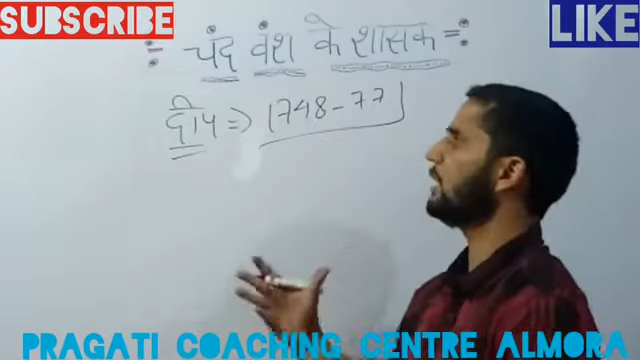 SUBSCRIBE
LIKE
चंद वंश के शासक
दीप => 1748-77
PRAGATI COACHING CENTRE ALMORA